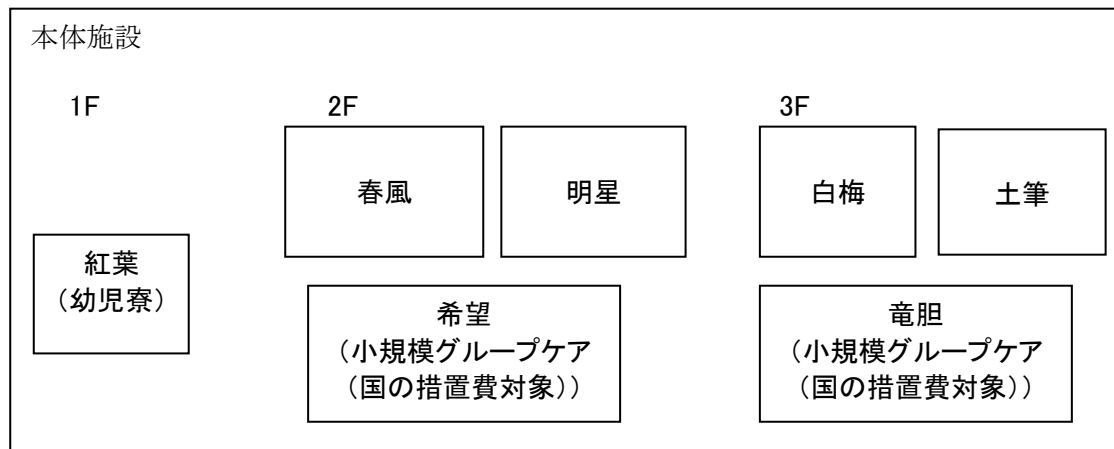 本体施設
1F
2F
3F
春風
明星
白梅
土筆
紅葉
（幼児寮）
希望
（小規模グループケア
（国の措置費対象））
竜胆
（小規模グループケア
（国の措置費対象））